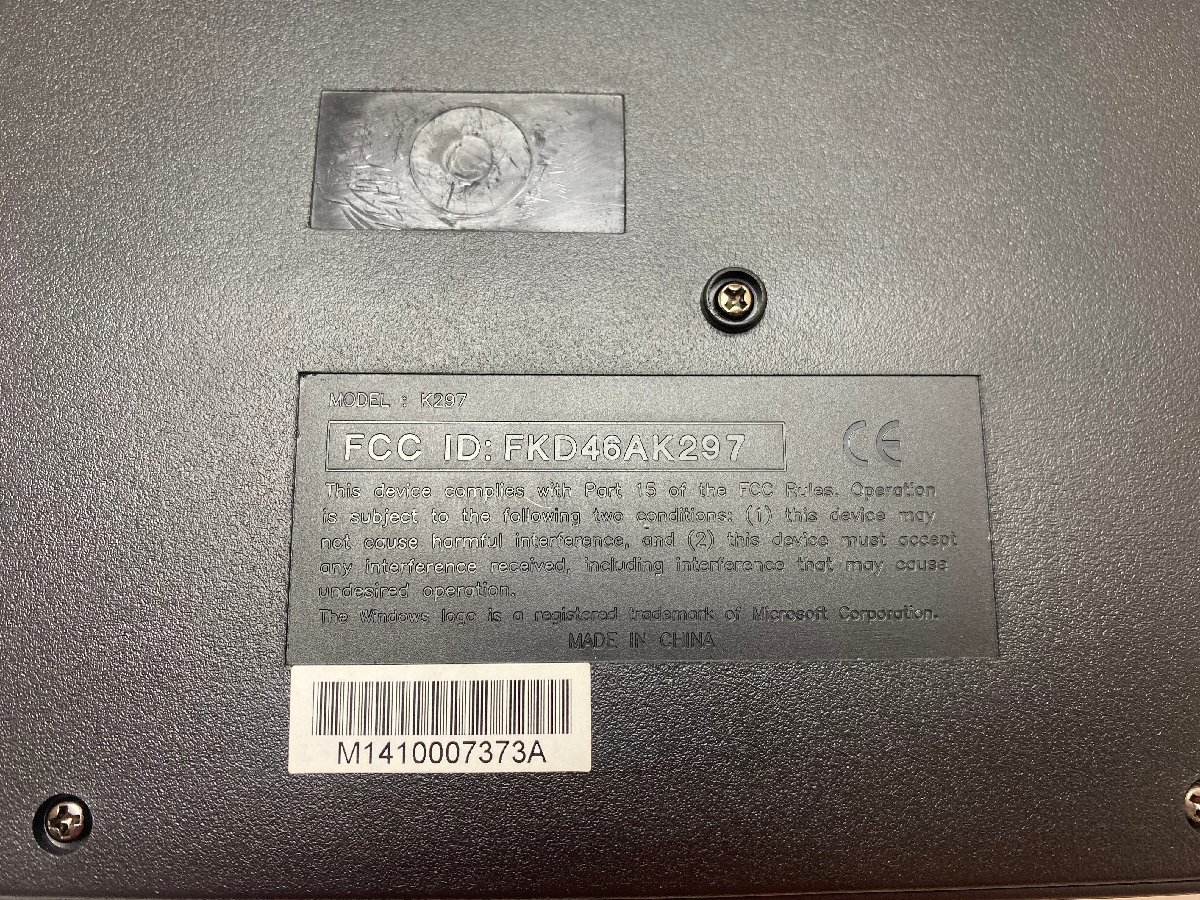 MODEL : K297
FCC ID: FKD46AK297
CE
This device complies with Part 15 of the FCC Rules. Operation
is subject to the following two conditions: (1) this device may
not cause harmful interference, and (2) this device must accept
any interference received, including interference that may cause
undesired operation.
The Windows logo is a registered trademark of Microsoft Corporation.
MADE IN CHINA
M1410007373A